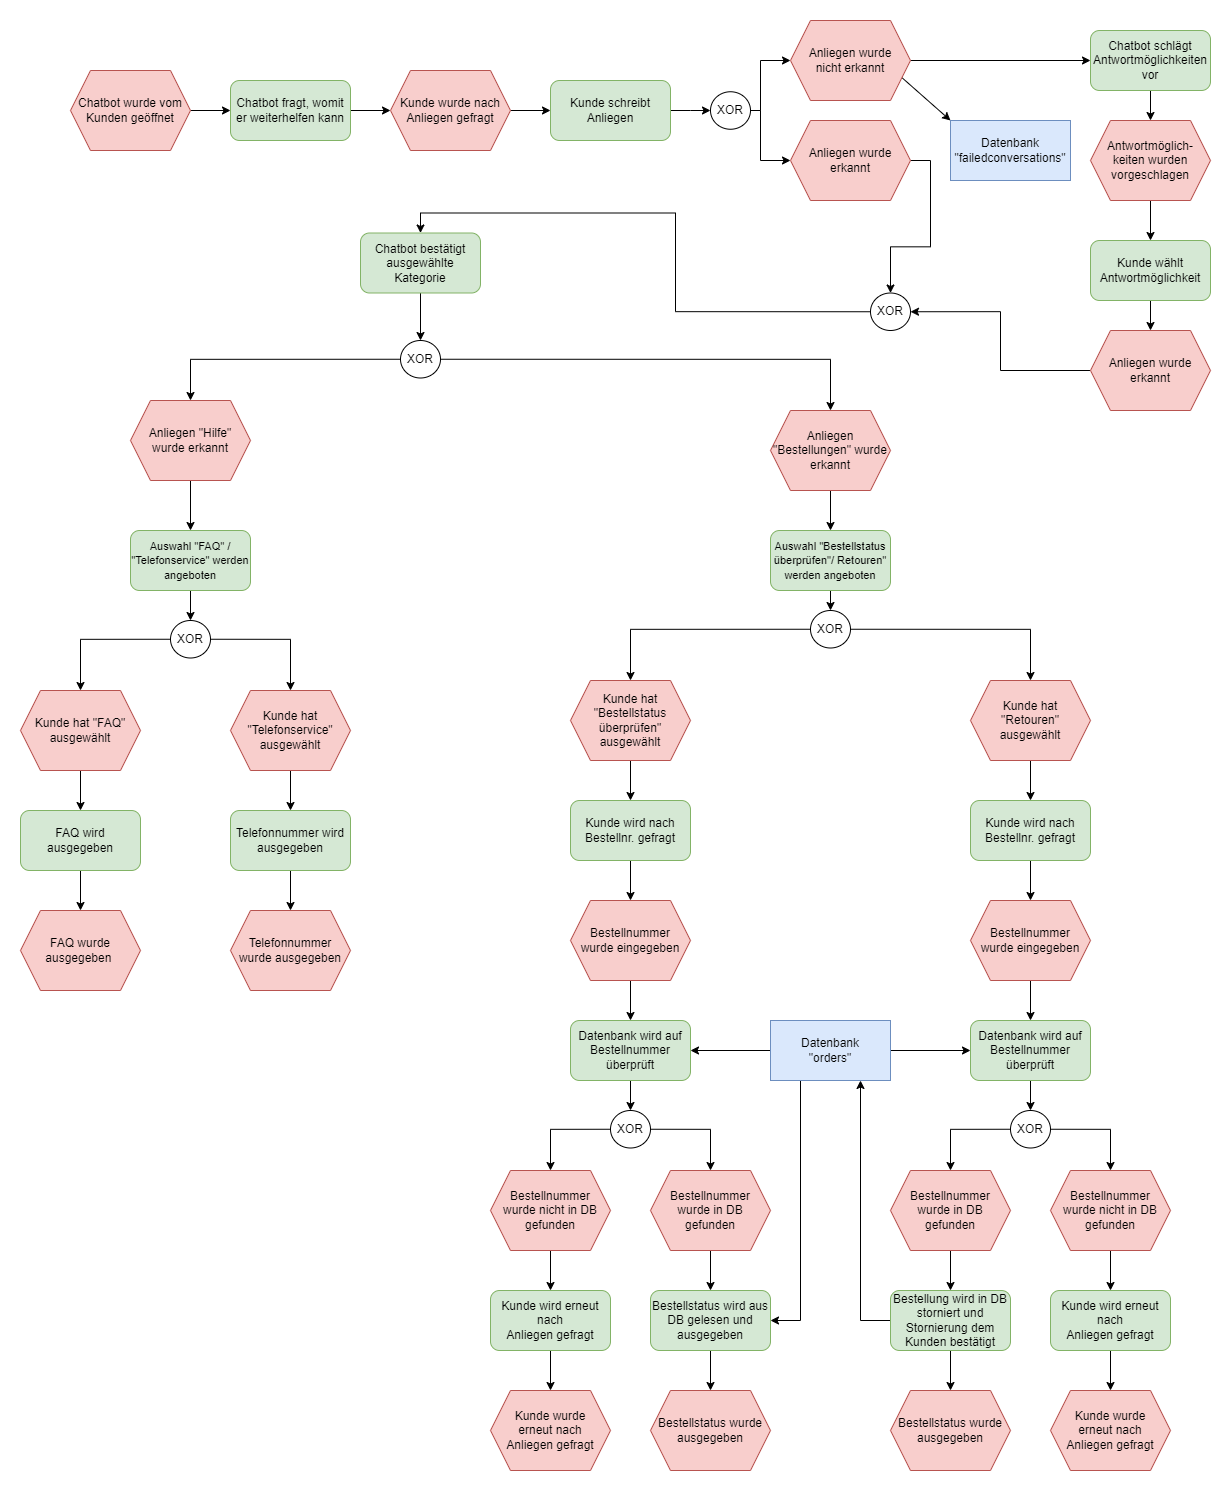 Chatbot wurde vom
Kunden geöffnet
Chatbot fragt, womit
er weiterhelfen kann
Kunde wurde nach
Anliegen gefragt
Kunde schreibt
Anliegen
XOR
Anliegen wurde
nicht erkannt
Chatbot schlägt
Antwortmöglichkeiten
vor
Anliegen wurde
erkannt
Datenbank
"failedconversations"
Antwortmöglich-
keiten wurden
vorgeschlagen
Chatbot bestätigt
ausgewählte
Kategorie
Kunde wählt
Antwortmöglichkeit
XOR
XOR
Anliegen wurde
erkannt
Anliegen "Hilfe"
wurde erkannt
Anliegen
"Bestellungen" wurde
erkannt
Auswahl "FAQ" /
"Telefonservice" werden
angeboten
Auswahl "Bestellstatus
überprüfen"/ Retouren"
werden angeboten
XOR
XOR
Kunde hat "FAQ"
ausgewählt
Kunde hat
"Telefonservice"
ausgewählt
Kunde hat
"Bestellstatus
überprüfen"
ausgewählt
Kunde hat
"Retouren"
ausgewählt
FAQ wird
ausgegeben
Telefonnummer wird
ausgegeben
Kunde wird nach
Bestellnr. gefragt
Kunde wird nach
Bestellnr. gefragt
FAQ wurde
ausgegeben
Telefonnummer
wurde ausgegeben
Bestellnummer
wurde eingegeben
Bestellnummer
wurde eingegeben
Datenbank wird auf
Bestellnummer
überprüft
Datenbank
"orders"
Datenbank wird auf
Bestellnummer
überprüft
XOR
XOR
Bestellnummer
wurde nicht in DB
gefunden
Bestellnummer
wurde in DB
gefunden
Bestellnummer
wurde in DB
gefunden
Bestellnummer
wurde nicht in DB
gefunden
Kunde wird erneut
nach
Anliegen gefragt
Bestellstatus wird aus
DB gelesen und
ausgegeben
Bestellung wird in DB
storniert und
Stornierung dem
Kunden bestätigt
Kunde wird erneut
nach
Anliegen gefragt
Kunde wurde
erneut nach
Anliegen gefragt
Bestellstatus wurde
ausgegeben
Bestellstatus wurde
ausgegeben
Kunde wurde
erneut nach
Anliegen gefragt